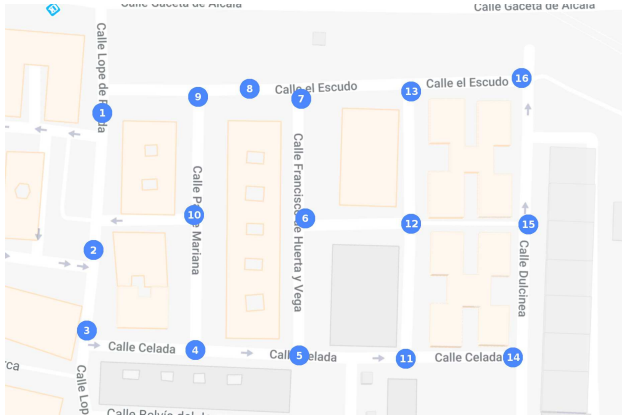 Calle Gaceta de Alcalá
Calle Gaceta de Alcalá
Calle Lope de
Calle el Escudo
Calle el Escudo
16
8
13
9
7
1
Calle
Mariana
Calle Francisco de Huerta y Vega
10
6
12
15
2
Calle Dulcinea
3
Calle Celada
4
5
Calle Celada
11
Calle Celada
14
Calle